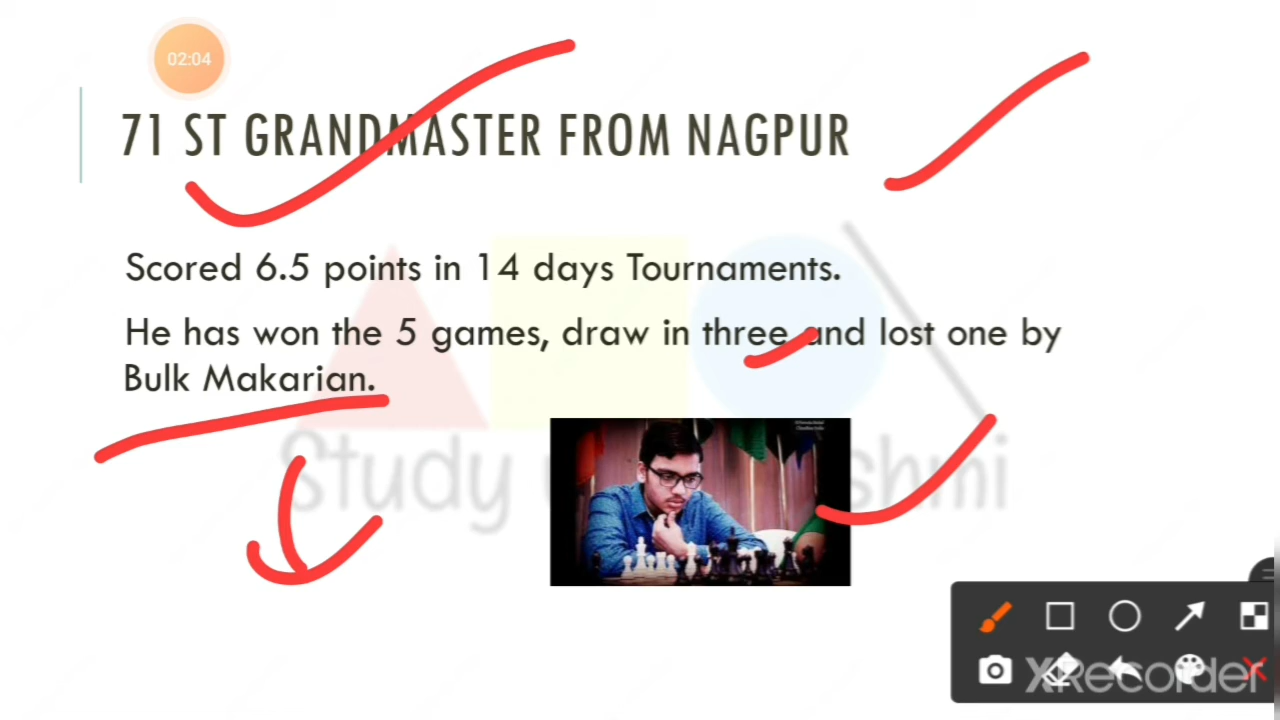 02:04
71 ST GRANDMASTER FROM NAGPUR
Scored 6.5 points in 14 days Tournaments.
He has won the 5 games, draw in three and lost one by
Bulk Makarian.
Study
shmi
XRecorder